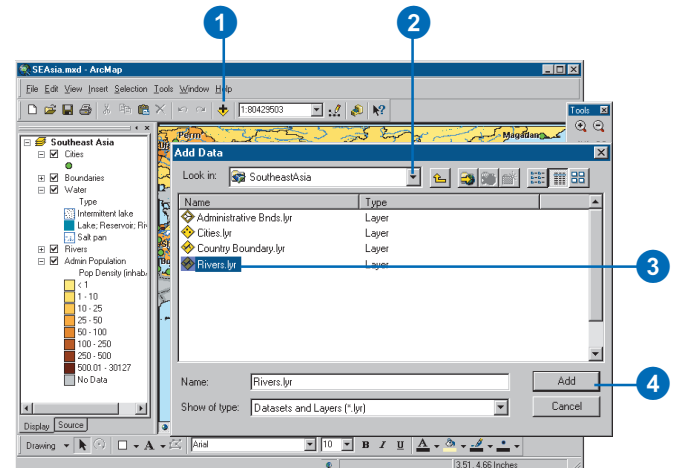 1
2
SEAsia.mxd - ArcMap
File Edit View Insert Selection Tools Window Help
1:80429503
Tools
Southeast Asia
Cities
Boundaries
Water
Type
Intermittent lake
Lake; Reservoir; Ri
Salt pan
Rivers
Admin Population
Pop Density (inhab
< 1
1 - 10
10 - 25
25 - 50
50 - 100
100 - 250
250 - 500
500.01 - 30127
No Data
Display Source
Perm'
Magadan
Add Data
Look in: SoutheastAsia
Name Type
Administrative Bnds.lyr Layer
Cities.lyr Layer
Country Boundary.lyr Layer
Rivers.lyr Layer
3
Name: Rivers.lyr Add
4
Show of type: Datasets and Layers (*.lyr) Cancel
Drawing A Arial 10 B I U A
3.51, 4.66 Inches